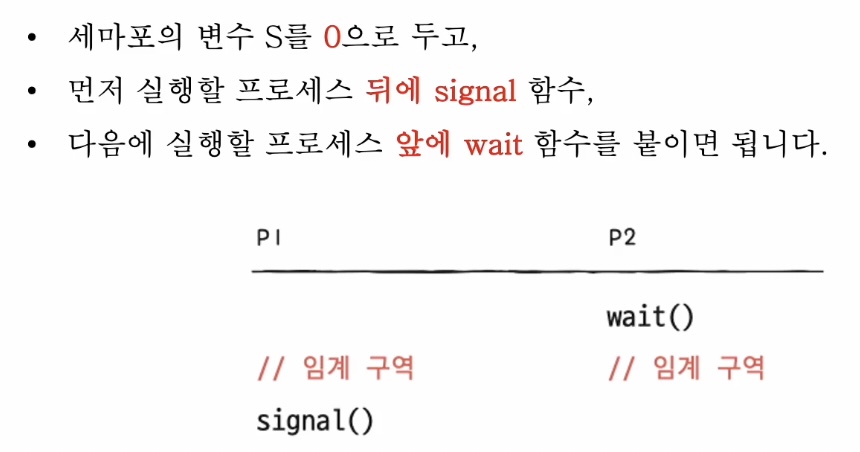 • 세마포의 변수 S를 0으로 두고,
• 먼저 실행할 프로세스 뒤에 signal 함수,
• 다음에 실행할 프로세스 앞에 wait 함수를 붙이면 됩니다.
P1 P2
wait()
// 임계 구역 // 임계 구역
signal()